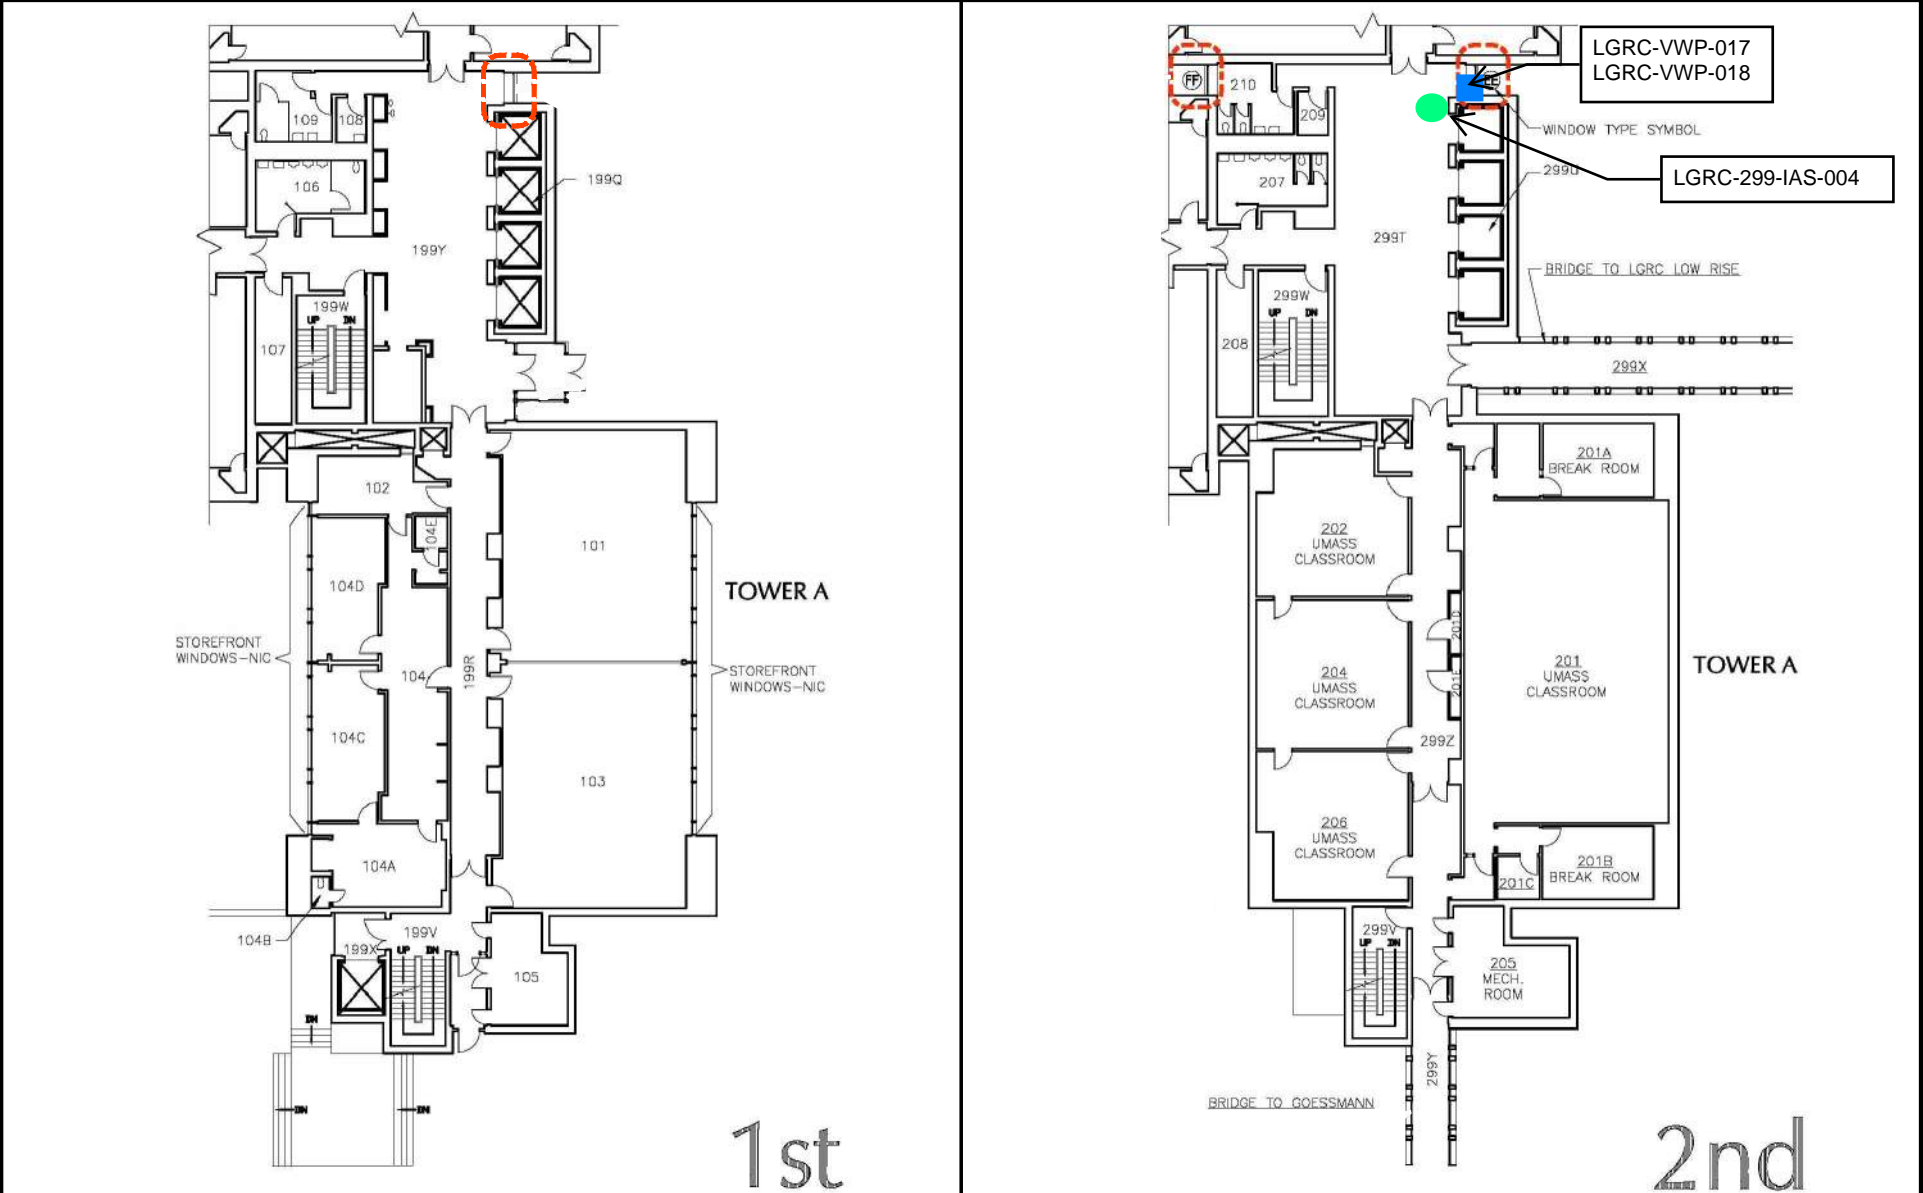 109
108
106
199Q
199Y
199W
UP DN
107
102
104E
101
104D
TOWER A
STOREFRONT
WINDOWS-NIC
104
199R
STOREFRONT
WINDOWS-NIC
104C
103
104A
104B
199X
199V
UP DN
105
DN
DN
DN
1st
LGRC-VWP-017
LGRC-VWP-018
FF
210
EE
209
WINDOW TYPE SYMBOL
LGRC-299-IAS-004
207
299T
BRIDGE TO LGRC LOW RISE
299W
UP DN
208
299X
201A
BREAK ROOM
202
UMASS
CLASSROOM
201D
204
UMASS
CLASSROOM
201
UMASS
CLASSROOM
TOWER A
201E
299Z
206
UMASS
CLASSROOM
201B
BREAK ROOM
201C
299V
UP DN
205
MECH.
ROOM
299Y
BRIDGE TO GOESSMANN
2nd